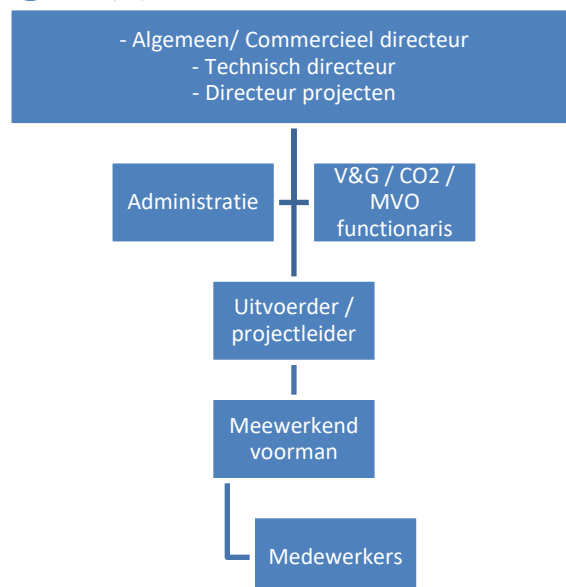 - Algemeen/ Commercieel directeur
- Technisch directeur
- Directeur projecten
Administratie
V&G / CO2 /
MVO
functionaris
Uitvoerder /
projectleider
Meewerkend
voorman
Medewerkers